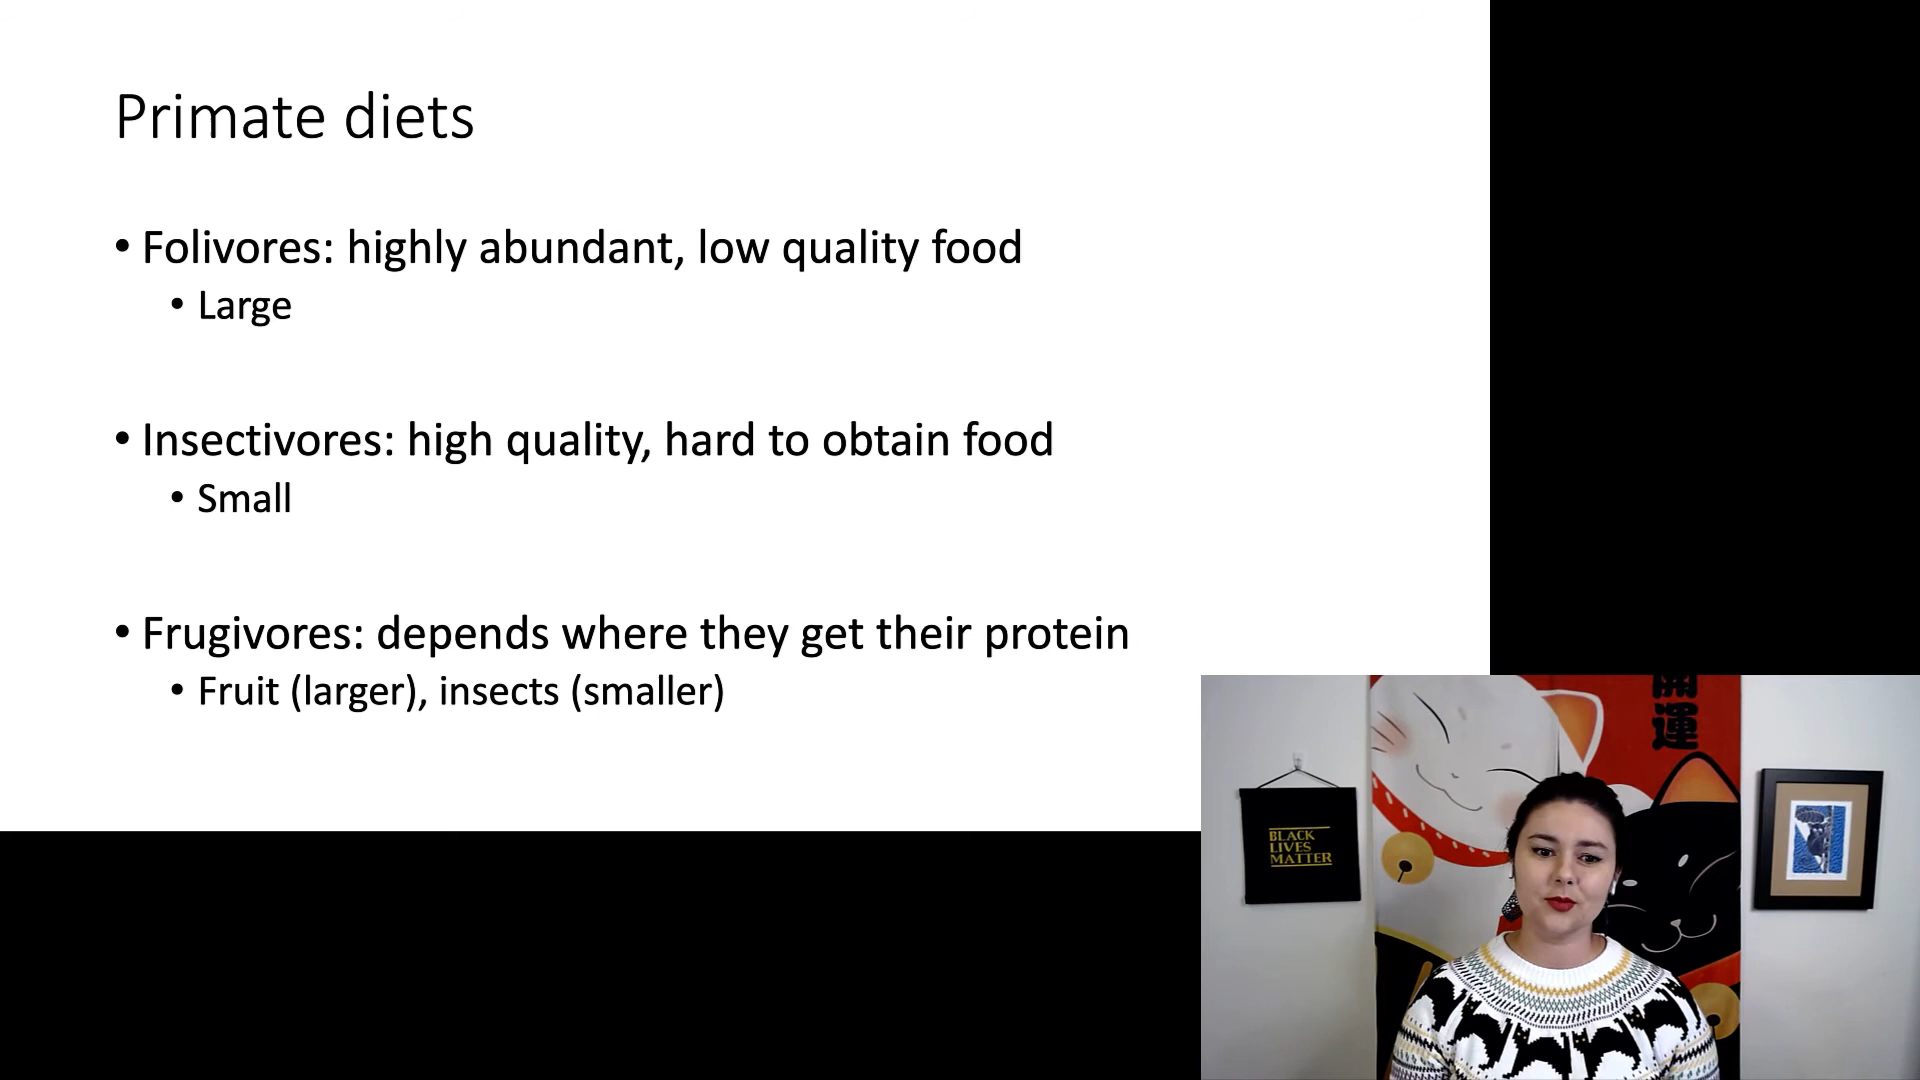 Primate diets
• Folivores: highly abundant, low quality food
• Large
• Insectivores: high quality, hard to obtain food
• Small
• Frugivores: depends where they get their protein
• Fruit (larger), insects (smaller)
開運
BLACK
LIVES
MATTER